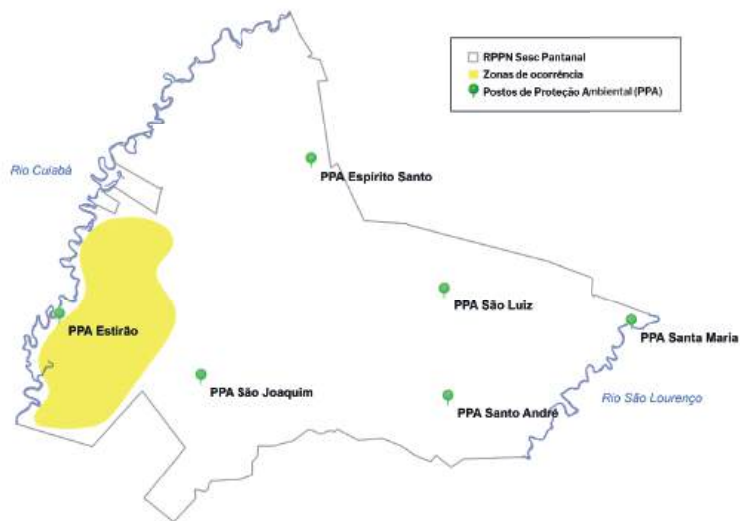 RPPN Sesc Pantanal
Zonas de ocorrência
Postos de Proteção Ambiental (PPA)
Rio Cuiabá
PPA Espírito Santo
PPA São Luiz
PPA Estirão
PPA Santa Maria
PPA São Joaquim
Rio São Lourenço
PPA Santo André